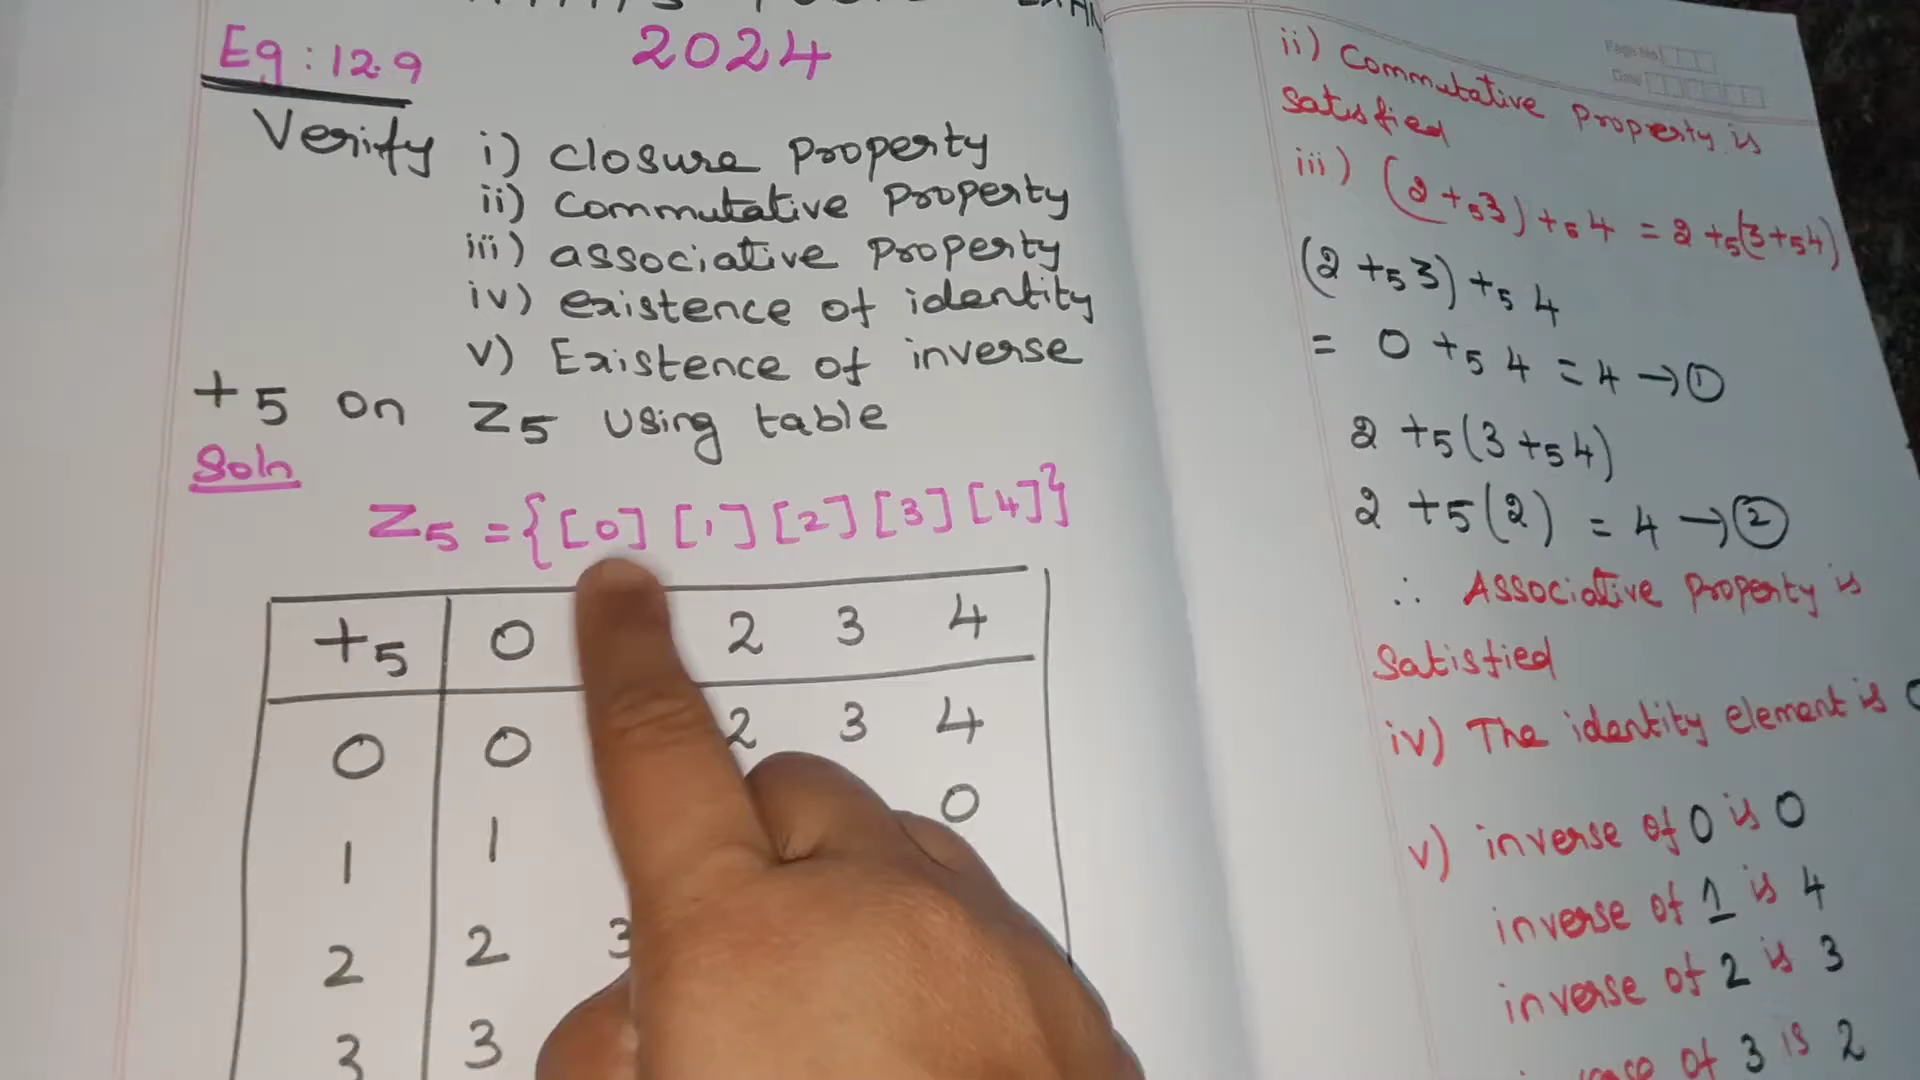 Eg : 12.9
2024
Verify i) closure property
ii) commutative property
iii) associative property
iv) existence of identity
v) Existence of inverse
+5 on Z5 using table
Soln
Z5 = {[0] [1] [2] [3] [4]}
+5 0 2 3 4
0 0 2 3 4
1 1 0
2 2 3
3 3
Page No
Date
ii) Commutative property is
satisfied
iii) (2 +5 3) +5 4 = 2 +5 (3 +5 4)
(2 +5 3) +5 4
= 0 +5 4 = 4 → ①
2 +5 (3 +5 4)
2 +5 (2) = 4 → ②
∴ Associative property is
satisfied
iv) The identity element is
v) inverse of 0 is 0
inverse of 1 is 4
inverse of 2 is 3
of 3 is 2